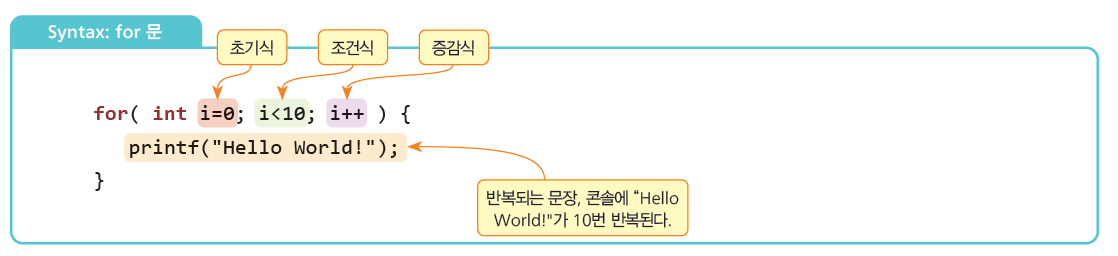 Syntax: for 문
초기식 조건식 증감식
for( int i=0; i<10; i++ ) {
printf("Hello World!");
}
반복되는 문장, 콘솔에 “Hello
World!"가 10번 반복된다.